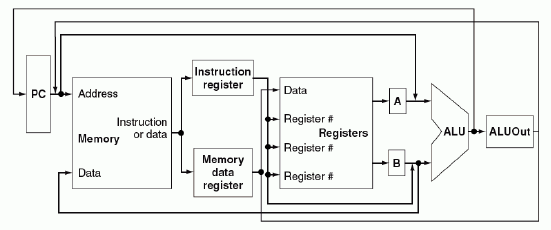 PC
Address
Memory
Instruction
or data
Data
Instruction
register
Memory
data
register
Data
Register #
Registers
Register #
Register #
A
B
ALU
ALUOut